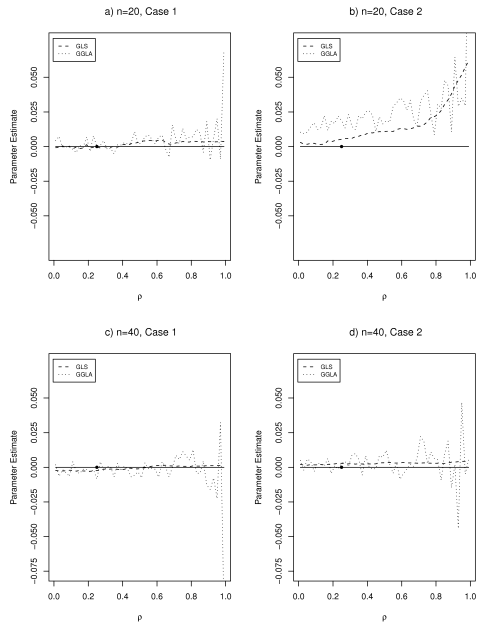 a) n=20, Case 1
GLS
GGLA
Parameter Estimate
0.050
0.025
0.000
−0.025
−0.050
0.0 0.2 0.4 0.6 0.8 1.0
ρ
b) n=20, Case 2
GLS
GGLA
Parameter Estimate
0.050
0.025
0.000
−0.025
−0.050
0.0 0.2 0.4 0.6 0.8 1.0
ρ
c) n=40, Case 1
GLS
GGLA
Parameter Estimate
0.050
0.025
0.000
−0.025
−0.050
−0.075
0.0 0.2 0.4 0.6 0.8 1.0
ρ
d) n=40, Case 2
GLS
GGLA
Parameter Estimate
0.050
0.025
0.000
−0.025
−0.050
−0.075
0.0 0.2 0.4 0.6 0.8 1.0
ρ